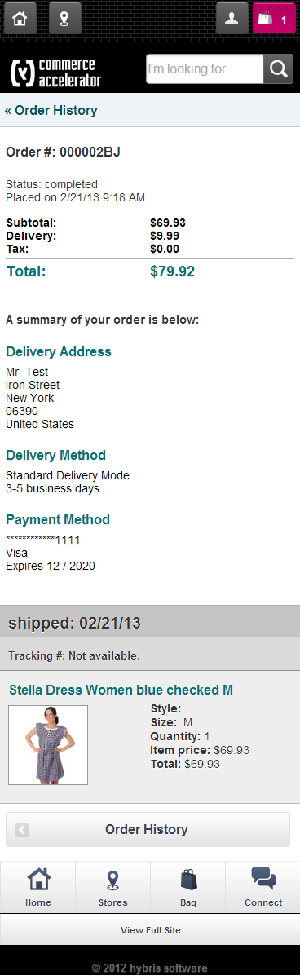 1
commerce
accelerator
I'm looking for
« Order History
Order #: 000002BJ
Status: completed
Placed on 2/21/13 9:18 AM
Subtotal: $69.93
Delivery: $9.99
Tax: $0.00
Total: $79.92
A summary of your order is below:
Delivery Address
Mr Test
Iron Street
New York
06390
United States
Delivery Method
Standard Delivery Mode
3-5 business days
Payment Method
************1111
Visa
Expires 12 / 2020
shipped: 02/21/13
Tracking #: Not available.
Stella Dress Women blue checked M
Style:
Size: M
Quantity: 1
Item price: $69.93
Total: $69.93
Order History
Home Stores Bag Connect
View Full Site
© 2012 hybris software